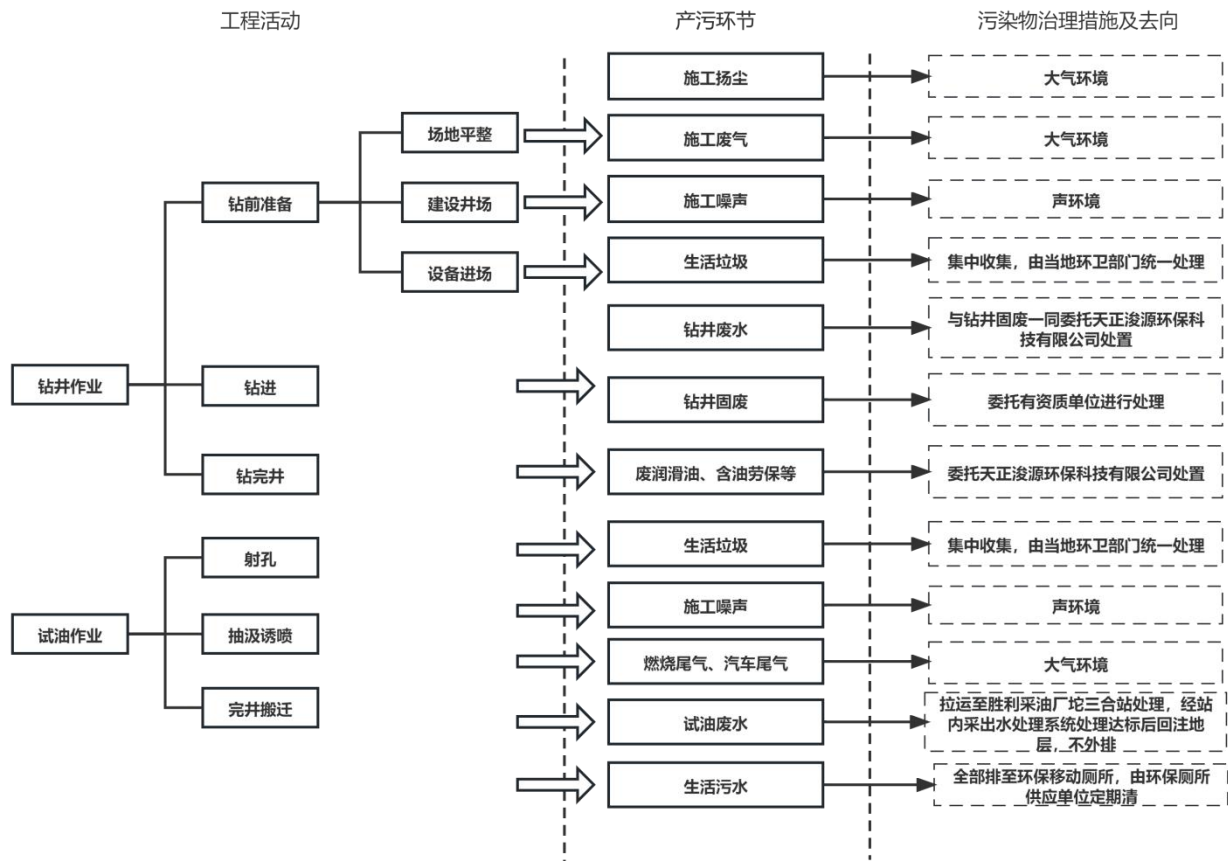 工程活动
产污环节
污染物治理措施及去向
施工扬尘
大气环境
场地平整
施工废气
大气环境
钻前准备
建设井场
施工噪声
声环境
设备进场
生活垃圾
集中收集，由当地环卫部门统一处理
钻井废水
与钻井固废一同委托天正浚源环保科
技有限公司处置
钻井作业
钻进
钻井固废
委托有资质单位进行处理
钻完井
废润滑油、含油劳保等
委托天正浚源环保科技有限公司处置
射孔
生活垃圾
集中收集，由当地环卫部门统一处理
试油作业
抽汲诱喷
施工噪声
声环境
燃烧尾气、汽车尾气
大气环境
完井搬迁
试油废水
拉运至胜利采油厂坨三合站处理，经站
内采出水处理系统处理达标后回注地
层，不外排
生活污水
全部排至环保移动厕所，由环保厕所
供应单位定期清